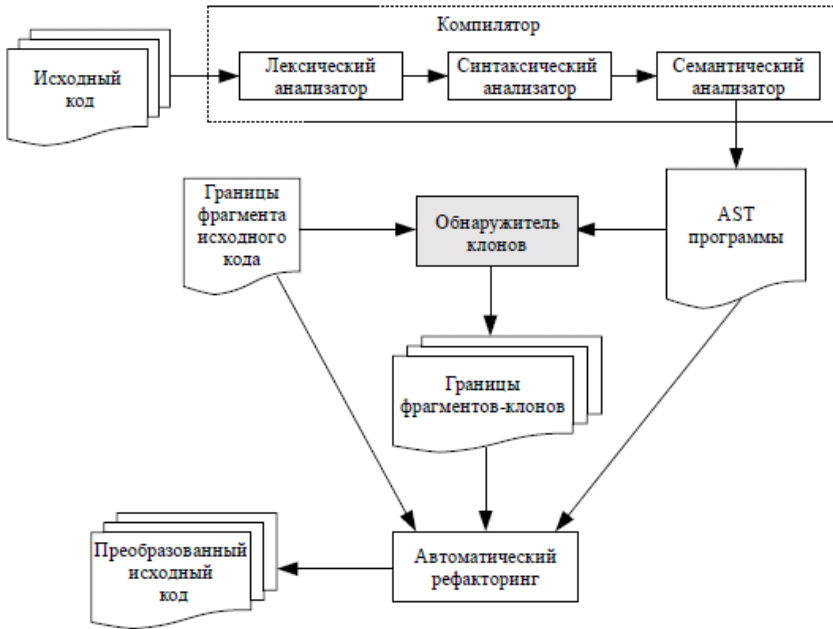 Компилятор
Исходный
код
Лексический
анализатор
Синтаксический
анализатор
Семантический
анализатор
Границы
фрагмента
исходного
кода
Обнаружитель
клонов
AST
программы
Границы
фрагментов-клонов
Преобразованный
исходный
код
Автоматический
рефакторинг